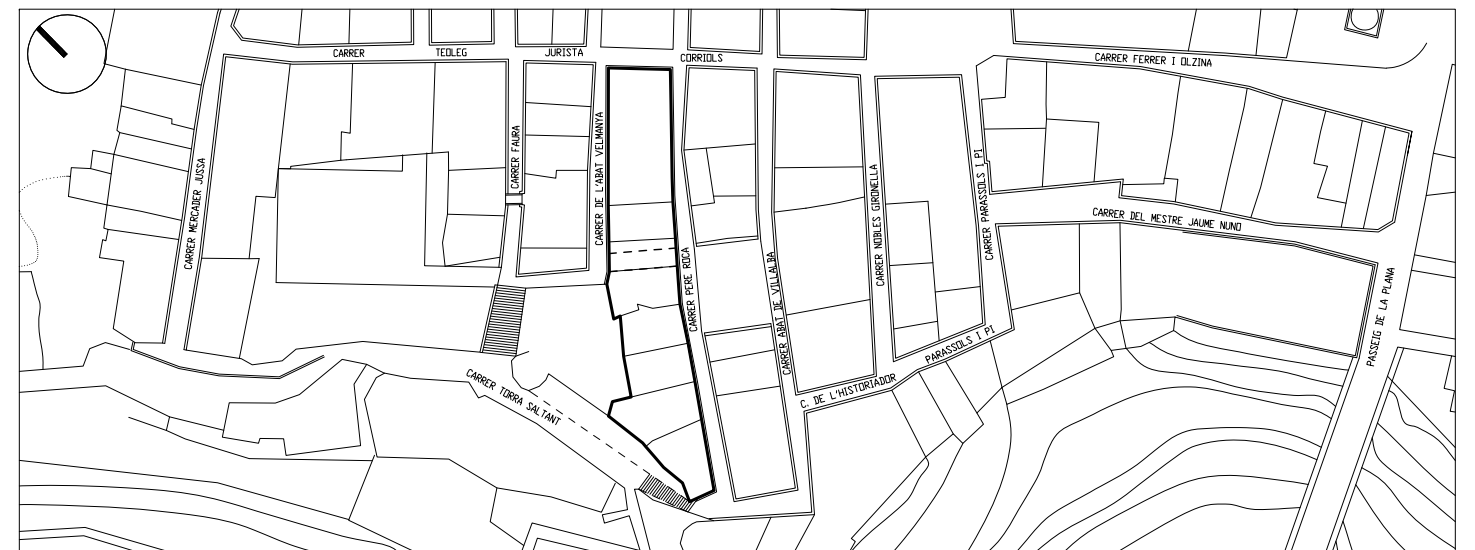 CARRER TEOLEG JURISTA CORRIOLS
CARRER FERRER I OLZINA
CARRER MERCADER JUSSA
CARRER FAURA
CARRER DE L'ABAT VELMANYA
CARRER PERE ROCA
CARRER ABAT DE VILLALBA
CARRER NOBLES GIRONELLA
CARRER PARASSOLS I PI
CARRER DEL MESTRE JAUME NUNO
PASSEIG DE LA PLANA
C. DE L'HISTORIADOR PARASSOLS I PI
CARRER TORRA SALTANT